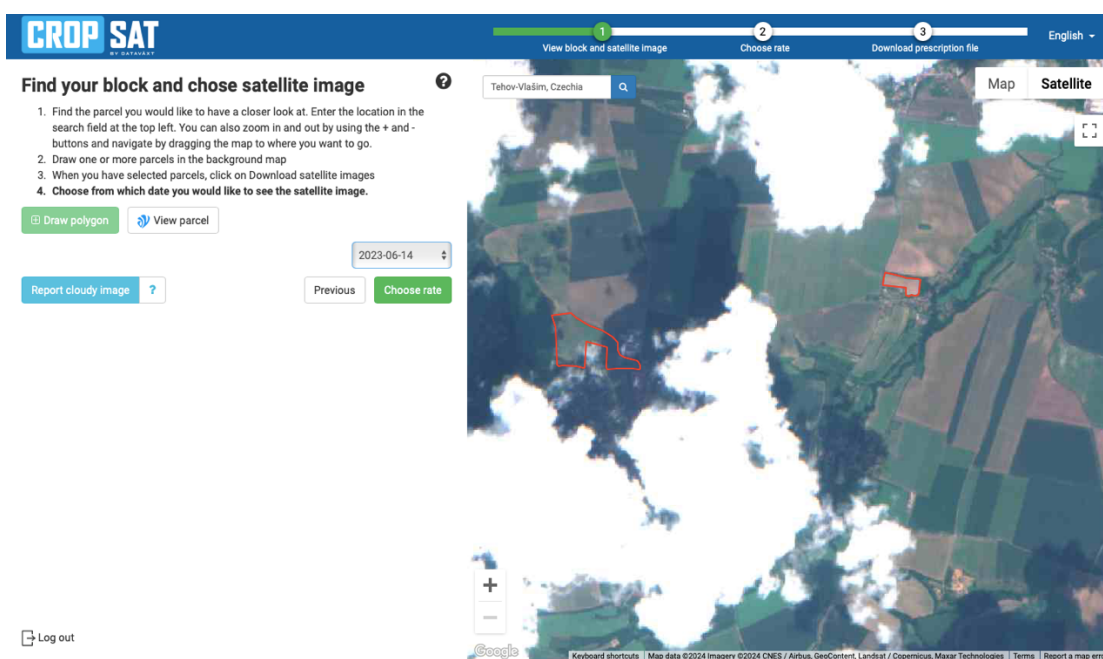 CROP SAT
BY DATAVÄXT
1
2
3
View block and satellite image
Choose rate
Download prescription file
English
Find your block and chose satellite image
?
1. Find the parcel you would like to have a closer look at. Enter the location in the
search field at the top left. You can also zoom in and out by using the + and -
buttons and navigate by dragging the map to where you want to go.
2. Draw one or more parcels in the background map
3. When you have selected parcels, click on Download satellite images
4. Choose from which date you would like to see the satellite image.
Draw polygon
View parcel
2023-06-14
Report cloudy image
?
Previous
Choose rate
Log out
Tehov-Vlašim, Czechia
Map
Satellite
+
−
Google
Keyboard shortcuts
Map data ©2024 Imagery ©2024 CNES / Airbus, GeoContent, Landsat / Copernicus, Maxar Technologies
Terms
Report a map erro